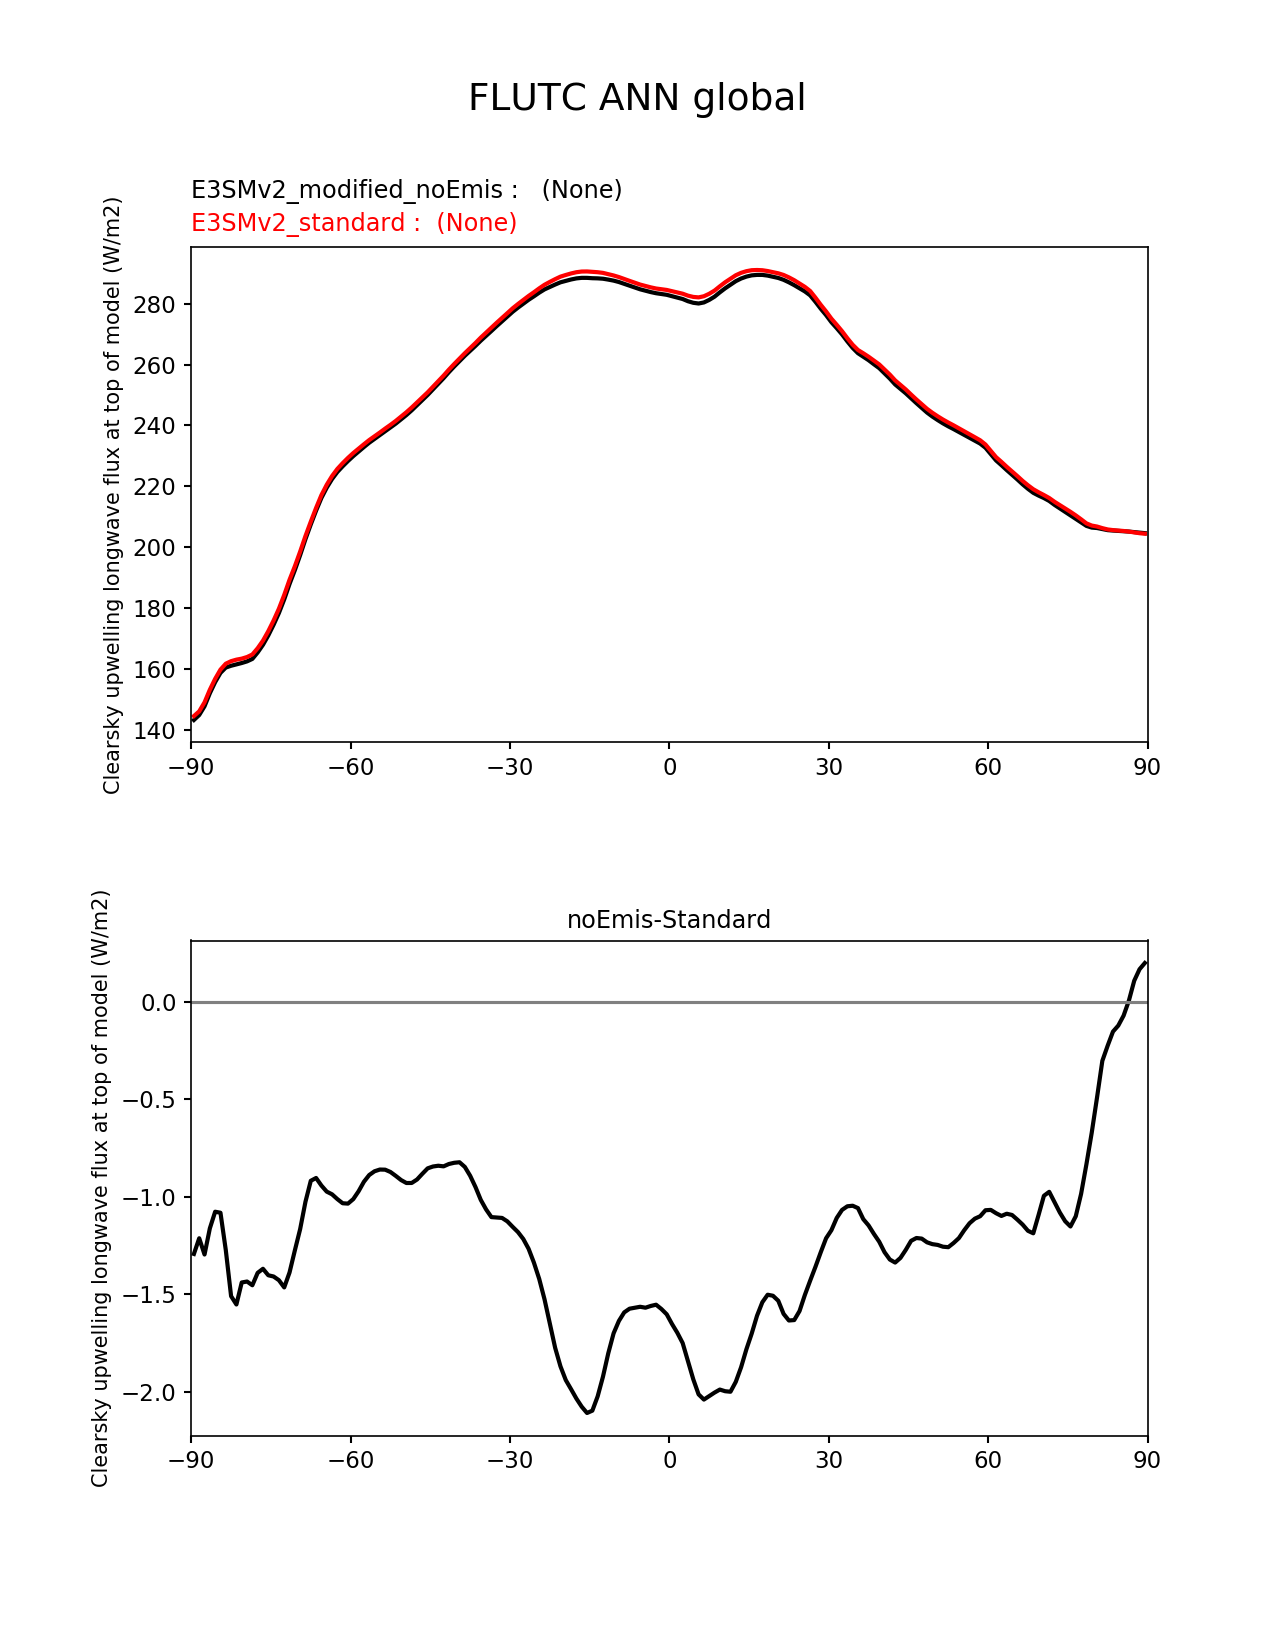 FLUTC ANN global
E3SMv2_modified_noEmis :   (None)
E3SMv2_standard :  (None)
Clearsky upwelling longwave flux at top of model (W/m2)
280
260
240
220
200
180
160
140
−90 −60 −30 0 30 60 90
noEmis-Standard
Clearsky upwelling longwave flux at top of model (W/m2)
0.0
−0.5
−1.0
−1.5
−2.0
−90 −60 −30 0 30 60 90